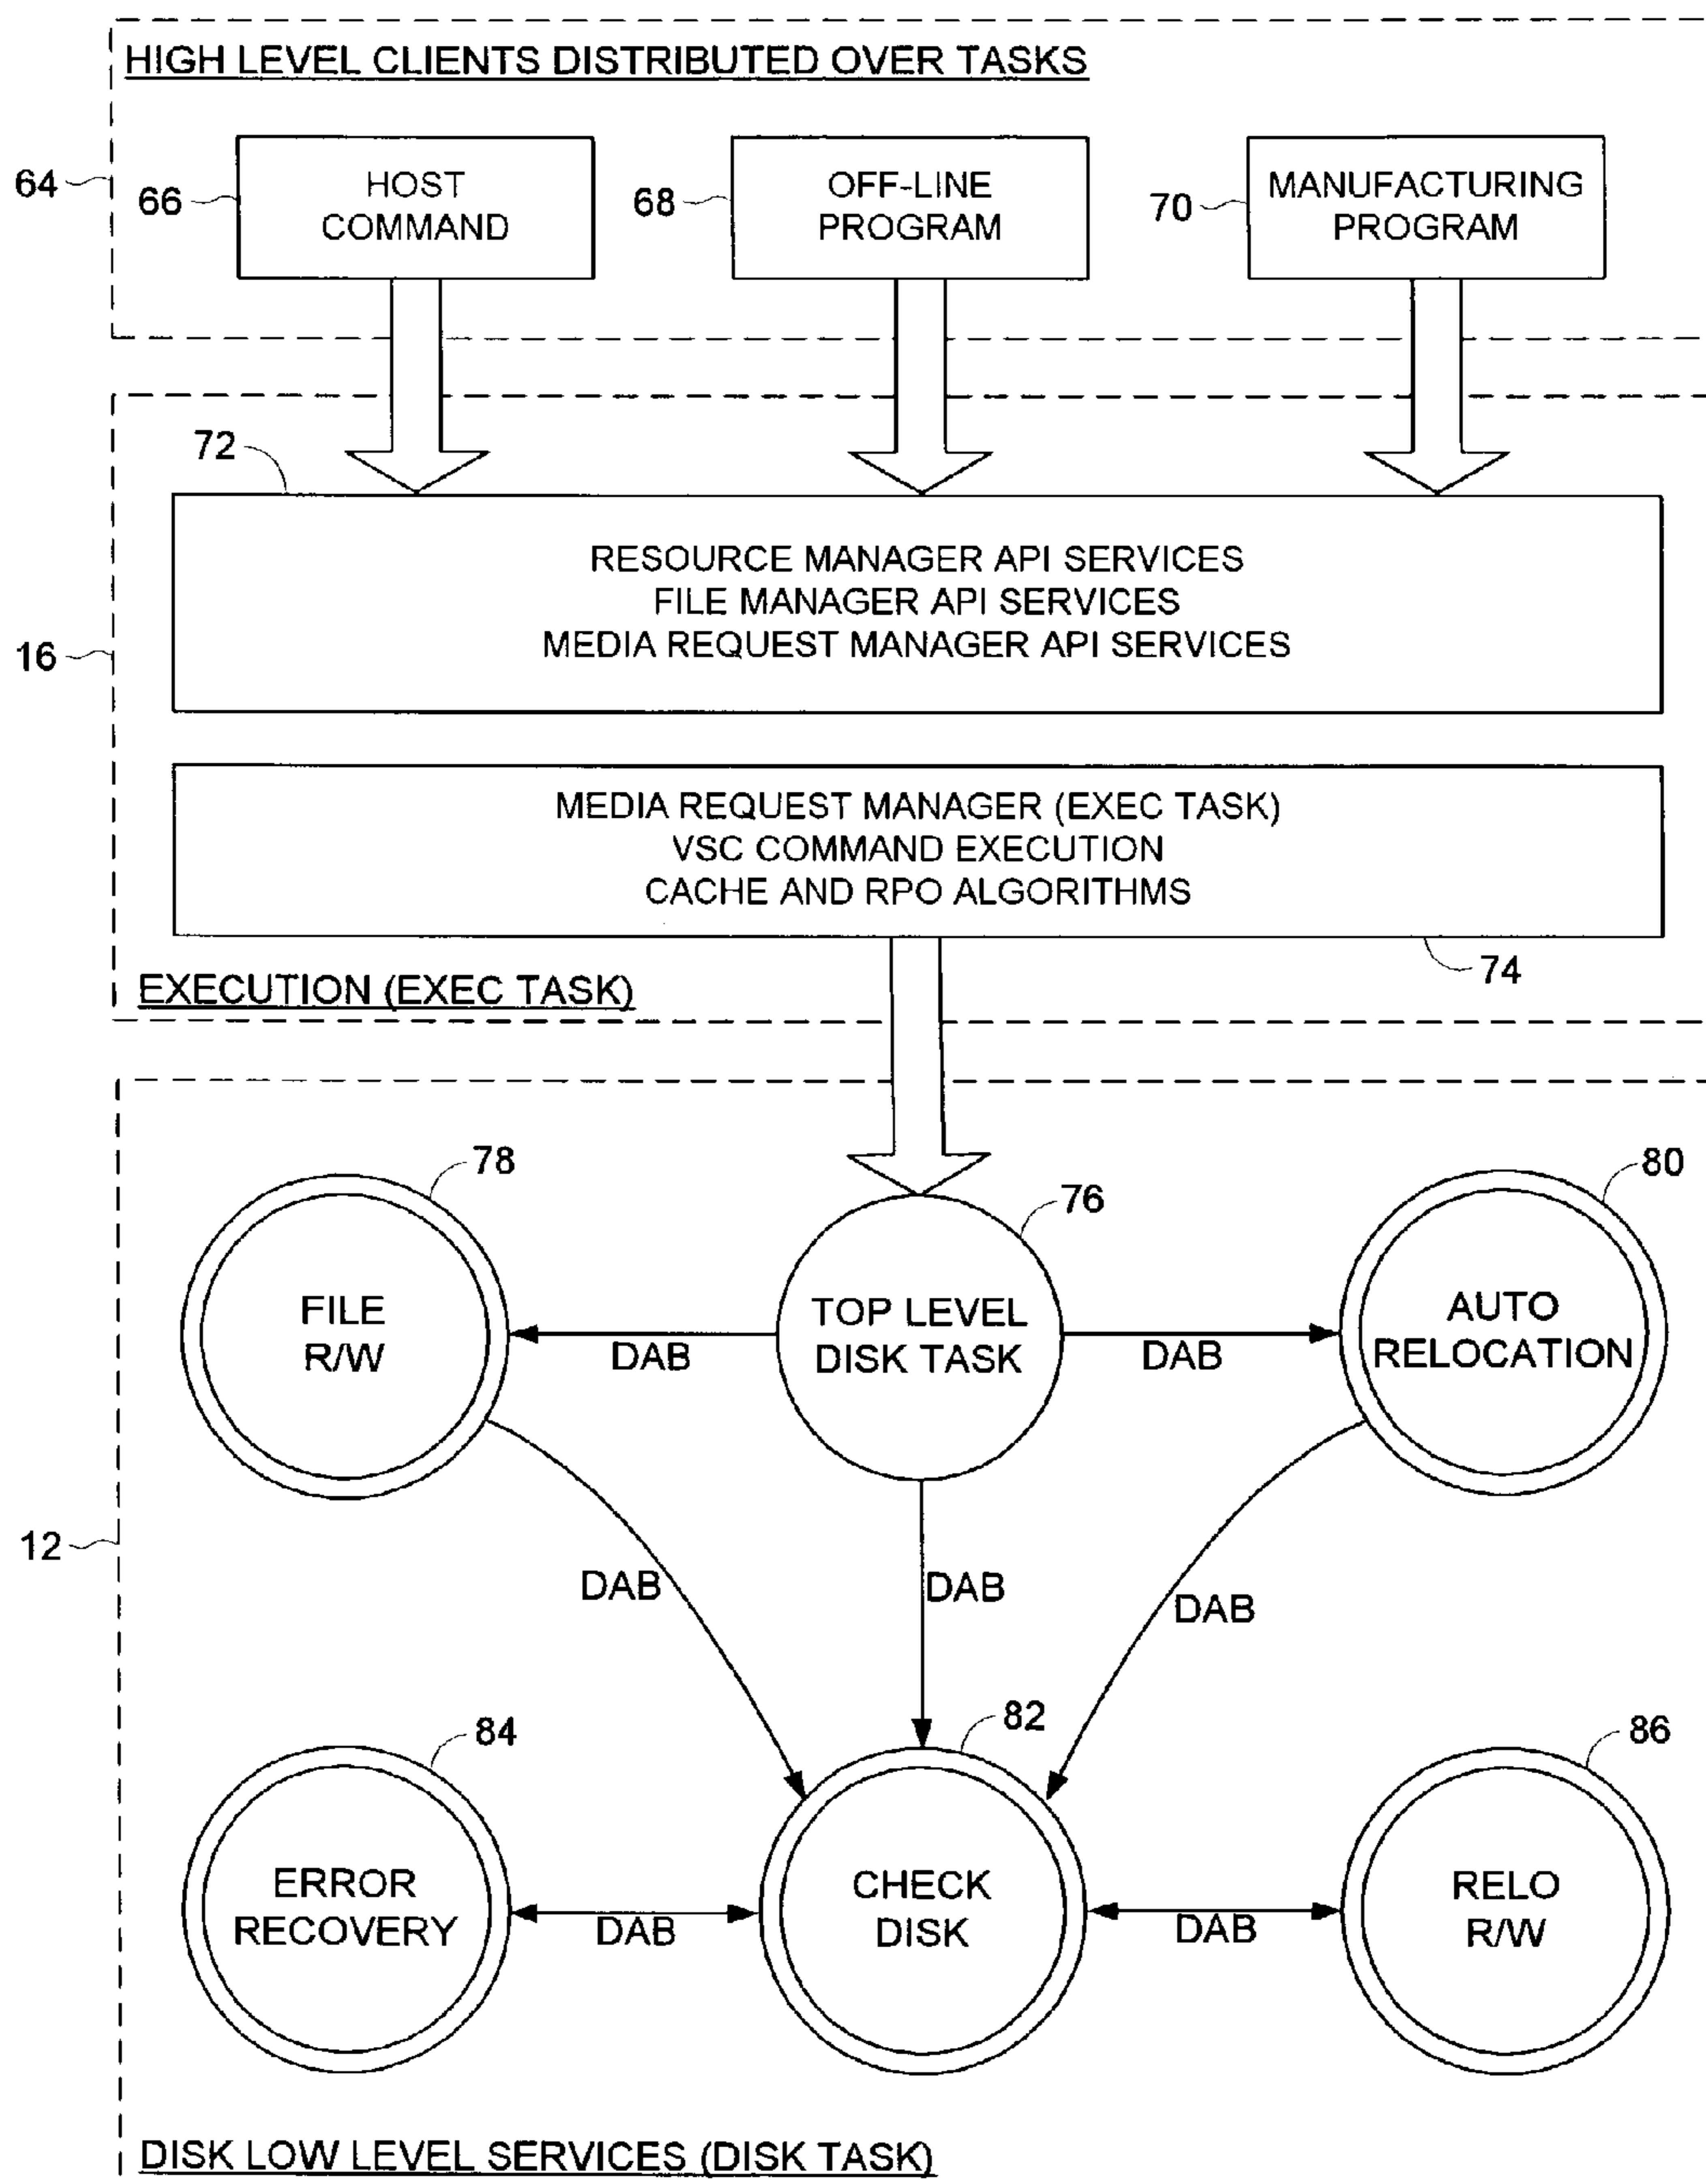 HIGH LEVEL CLIENTS DISTRIBUTED OVER TASKS
64
66
HOST
COMMAND
68
OFF-LINE
PROGRAM
70
MANUFACTURING
PROGRAM
72
16
RESOURCE MANAGER API SERVICES
FILE MANAGER API SERVICES
MEDIA REQUEST MANAGER API SERVICES
MEDIA REQUEST MANAGER (EXEC TASK)
VSC COMMAND EXECUTION
CACHE AND RPO ALGORITHMS
74
EXECUTION (EXEC TASK)
78
76
80
FILE
R/W
DAB
TOP LEVEL
DISK TASK
DAB
AUTO
RELOCATION
12
DAB
DAB
DAB
84
82
86
ERROR
RECOVERY
DAB
CHECK
DISK
DAB
RELO
R/W
DISK LOW LEVEL SERVICES (DISK TASK)